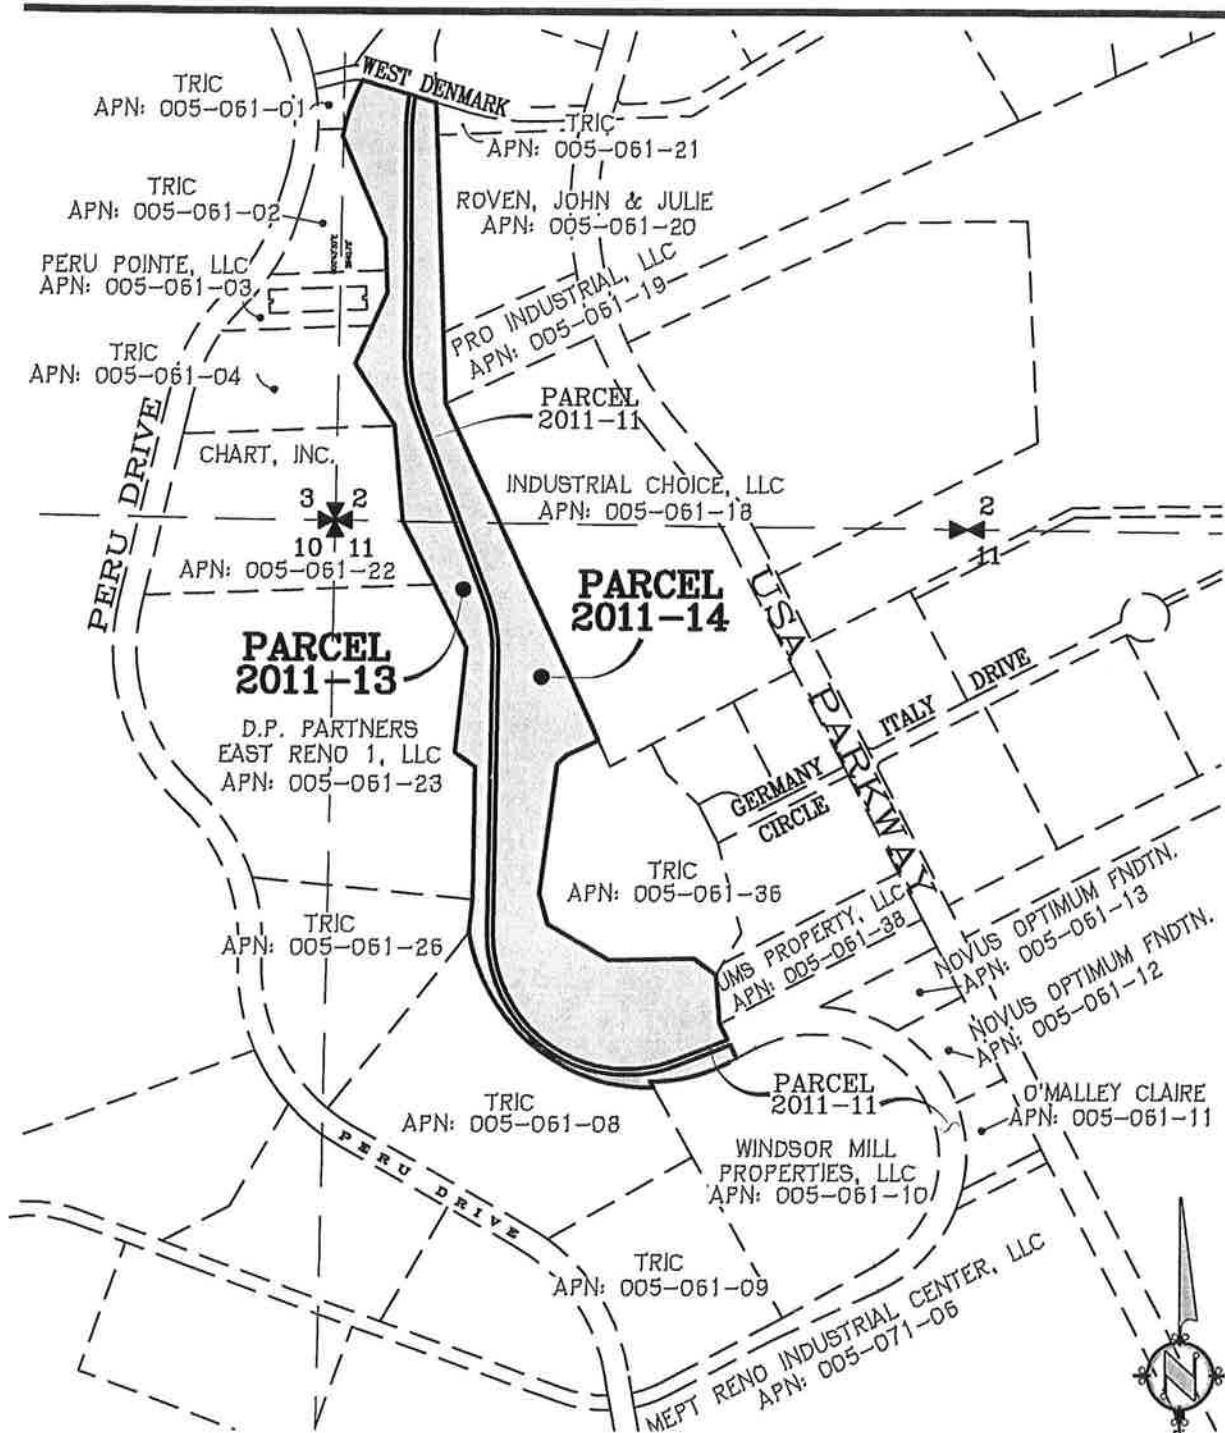 WEST DENMARK
TRIC
APN: 005-061-01
TRIC
APN: 005-061-21
TRIC
APN: 005-061-02
ROVEN, JOHN & JULIE
APN: 005-061-20
PERU POINTE, LLC
APN: 005-061-03
PRO INDUSTRIAL, LLC
APN: 005-061-19
TRIC
APN: 005-061-04
PARCEL
2011-11
PERU DRIVE
CHART, INC.
INDUSTRIAL CHOICE, LLC
APN: 005-061-18
3 2
10 11
2
11
APN: 005-061-22
PARCEL
2011-14
PARCEL
2011-13
USA PARKWAY
ITALY DRIVE
D.P. PARTNERS
EAST RENO 1, LLC
APN: 005-061-23
GERMANY
CIRCLE
TRIC
APN: 005-061-36
TRIC
APN: 005-061-26
UMS PROPERTY, LLC
APN: 005-061-38
NOVUS OPTIMUM FNDTN.
APN: 005-061-13
NOVUS OPTIMUM FNDTN.
APN: 005-061-12
PARCEL
2011-11
O'MALLEY CLAIRE
APN: 005-061-11
TRIC
APN: 005-061-08
WINDSOR MILL
PROPERTIES, LLC
APN: 005-061-10
PERU DRIVE
TRIC
APN: 005-061-09
MEPT RENO INDUSTRIAL CENTER, LLC
APN: 005-071-06
N